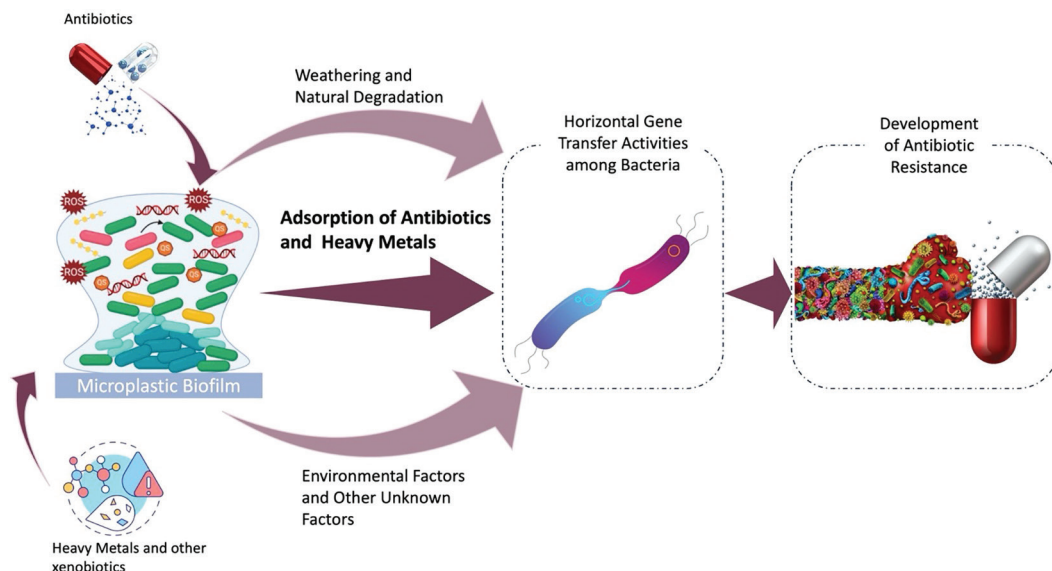 Antibiotics
Weathering and
Natural Degradation
Horizontal Gene
Transfer Activities
among Bacteria
Development
of Antibiotic
Resistance
ROS
ROS
QS
Adsorption of Antibiotics
and Heavy Metals
QS
ROS
QS
QS
Microplastic Biofilm
Environmental Factors
and Other Unknown
Factors
Heavy Metals and other
xenobiotics